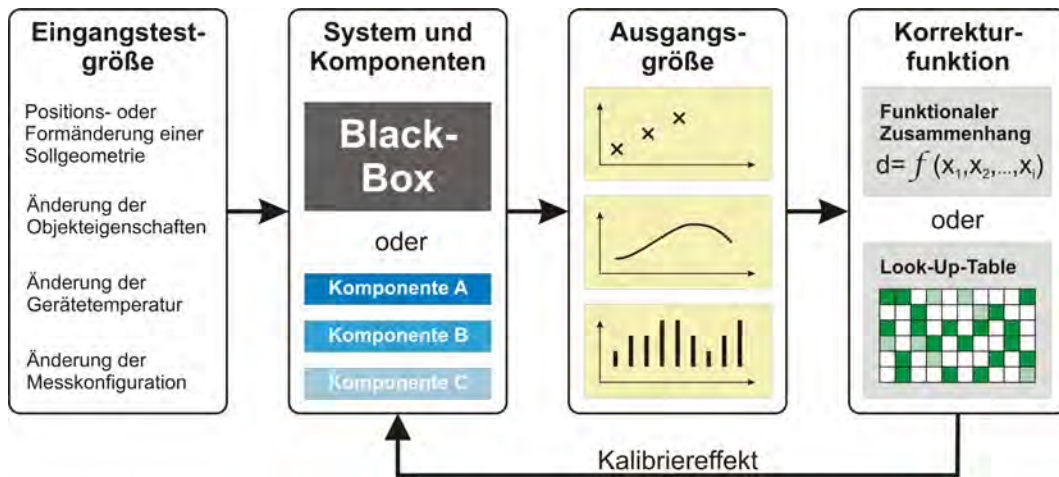 Eingangstest-
größe
Positions- oder
Formänderung einer
Sollgeometrie
Änderung der
Objekteigenschaften
Änderung der
Gerätetemperatur
Änderung der
Messkonfiguration
System und
Komponenten
Black-
Box
oder
Komponente A
Komponente B
Komponente C
Ausgangs-
größe
Korrektur-
funktion
Funktionaler
Zusammenhang
d= f (x₁,x₂,...,xᵢ)
oder
Look-Up-Table
Kalibriereffekt